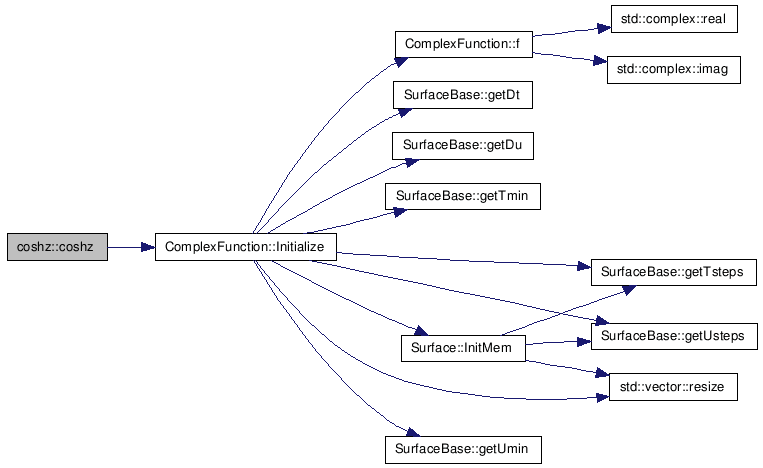 coshz::coshz
ComplexFunction::Initialize
ComplexFunction::f
SurfaceBase::getDt
SurfaceBase::getDu
SurfaceBase::getTmin
Surface::InitMem
SurfaceBase::getUmin
std::complex::real
std::complex::imag
SurfaceBase::getTsteps
SurfaceBase::getUsteps
std::vector::resize